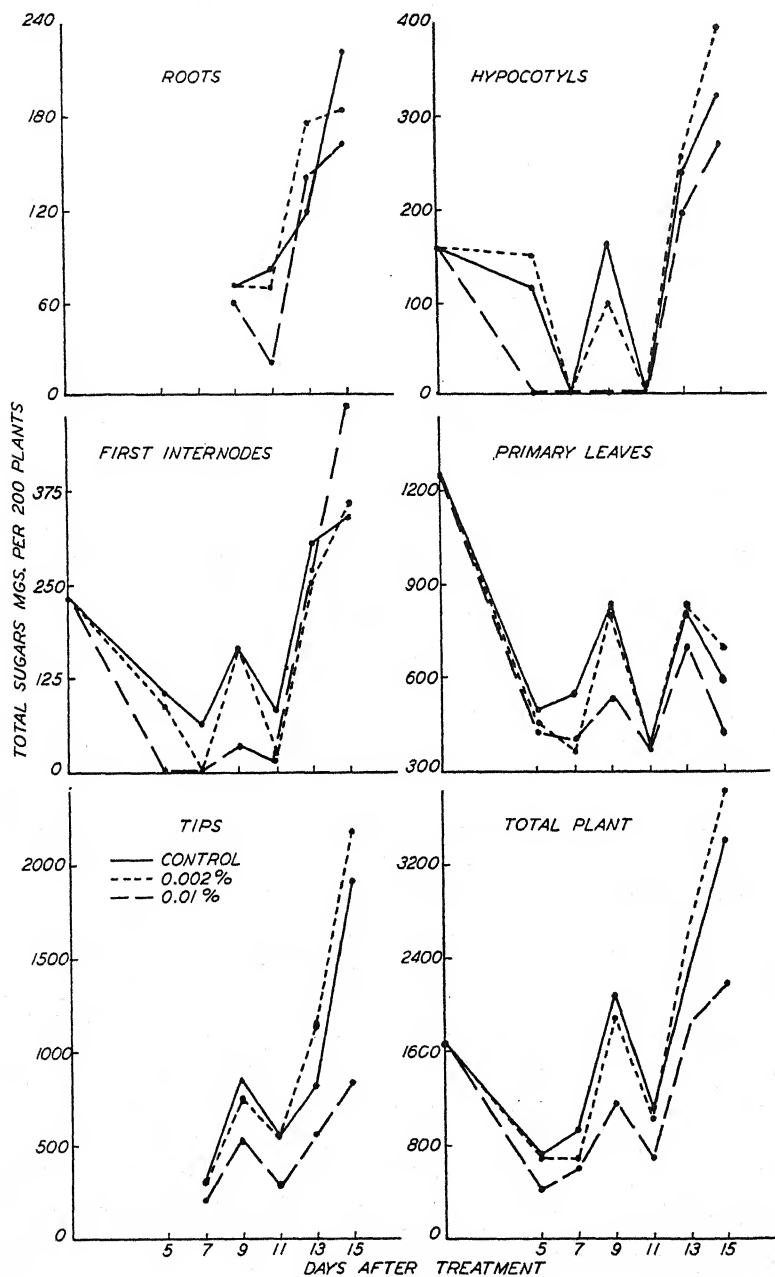 240
180
120
60
0
ROOTS
400
300
200
100
0
HYPOCOTYLS
TOTAL SUGARS MGS. PER 200 PLANTS
375
250
125
0
FIRST INTERNODES
1200
900
600
300
PRIMARY LEAVES
2000
1500
1000
500
0
TIPS
CONTROL
0.002%
0.01%
5 7 9 11 13 15
3200
2400
1600
800
0
TOTAL PLANT
5 7 9 11 13 15
DAYS AFTER TREATMENT